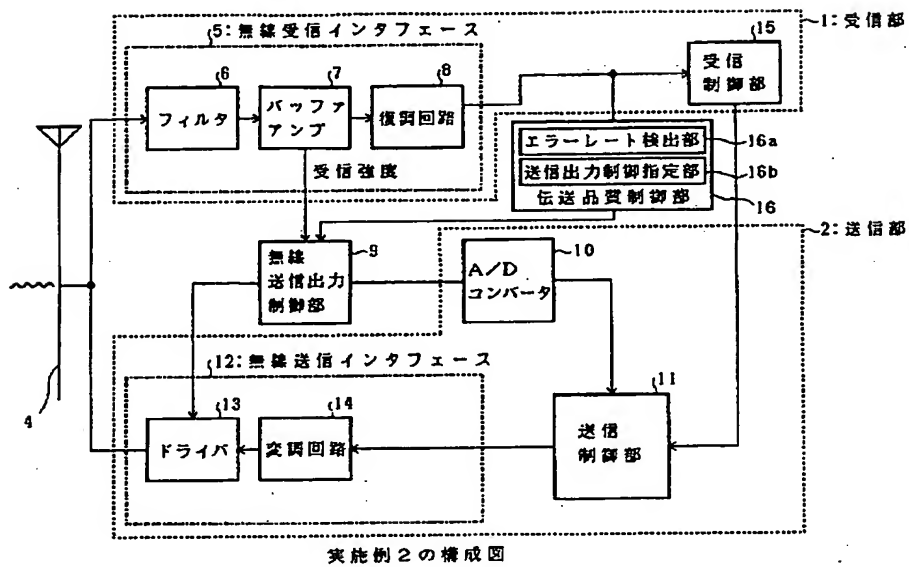 5:無線受信インタフェース
1:受信部
15
受信
制御部
6
フィルタ
7
バッファ
アンプ
8
復調回路
受信強度
エラーレート検出部
16a
送信出力制御指定部
16b
伝送品質制御部
16
2:送信部
9
無線
送信出力
制御部
10
A/D
コンバータ
12:無線送信インタフェース
4
13
ドライバ
14
変調回路
11
送信
制御部
実施例2の構成図